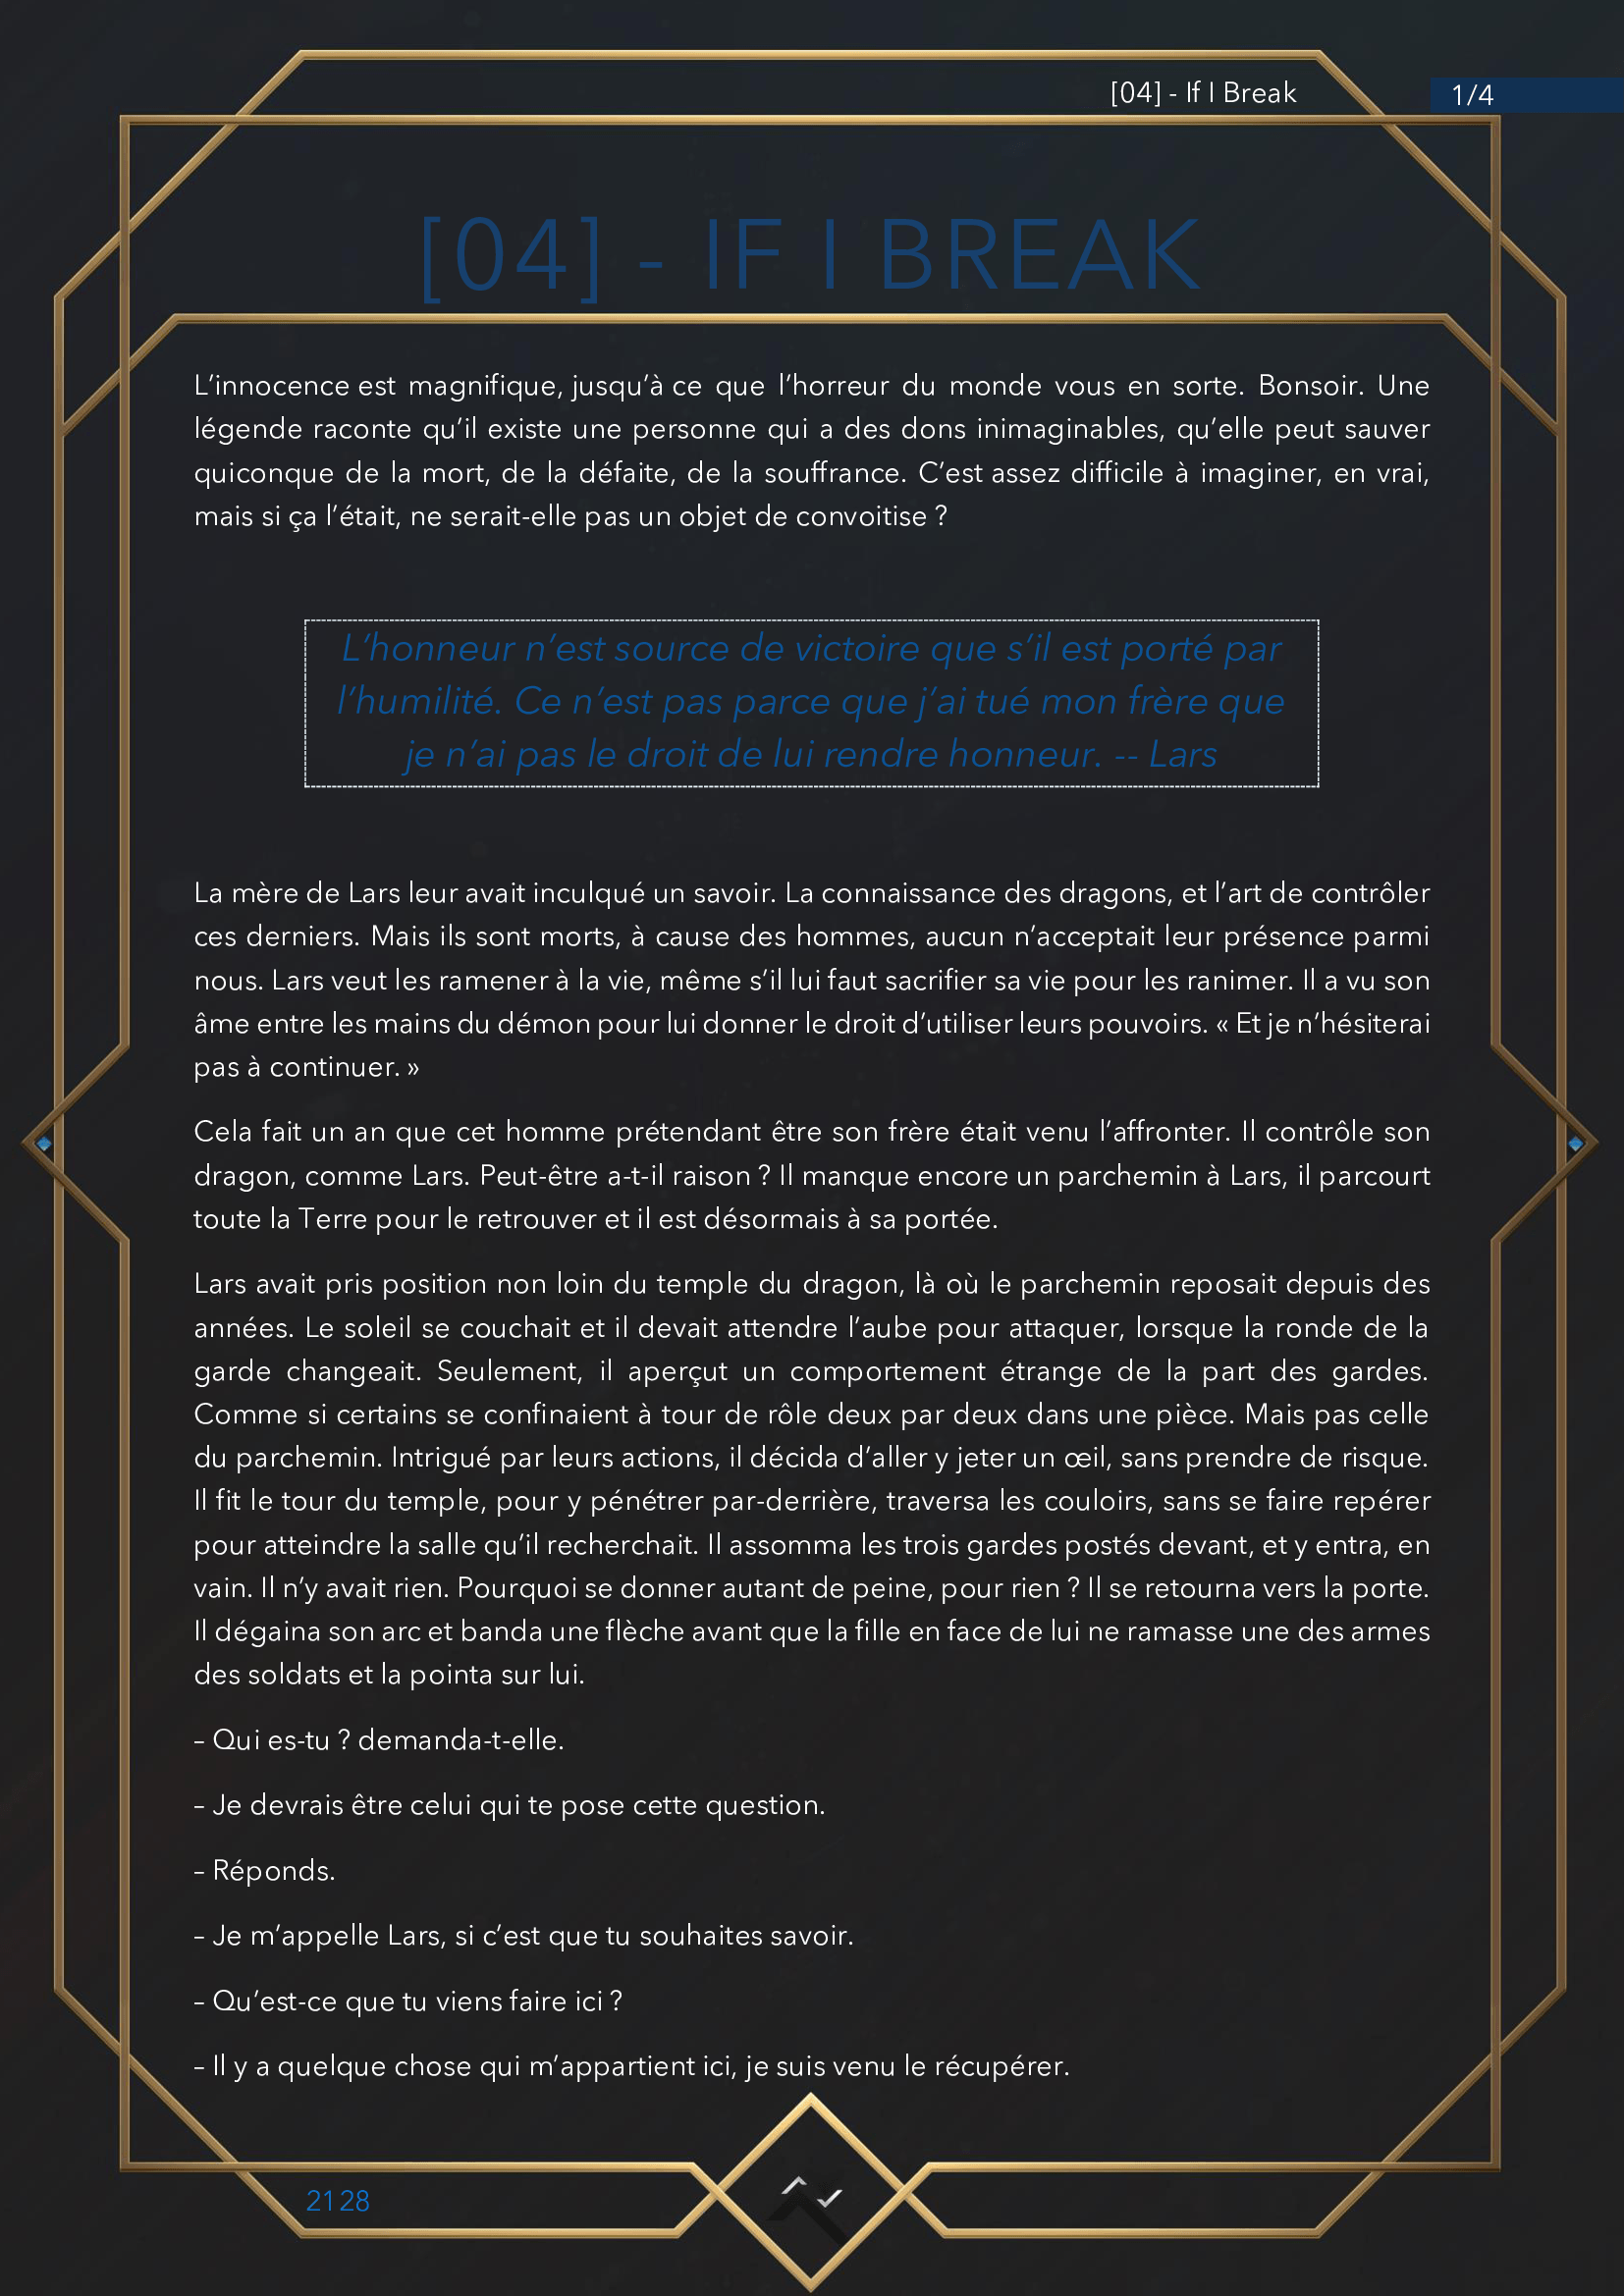 [04] - If I Break
1/4
[04] - IF I BREAK
L’innocence est magnifique, jusqu’à ce que l’horreur du monde vous en sorte. Bonsoir. Une
légende raconte qu’il existe une personne qui a des dons inimaginables, qu’elle peut sauver
quiconque de la mort, de la défaite, de la souffrance. C’est assez difficile à imaginer, en vrai,
mais si ça l’était, ne serait-elle pas un objet de convoitise ?
L’honneur n’est source de victoire que s’il est porté par
l’humilité. Ce n’est pas parce que j’ai tué mon frère que
je n’ai pas le droit de lui rendre honneur. -- Lars
La mère de Lars leur avait inculqué un savoir. La connaissance des dragons, et l’art de contrôler
ces derniers. Mais ils sont morts, à cause des hommes, aucun n’acceptait leur présence parmi
nous. Lars veut les ramener à la vie, même s’il lui faut sacrifier sa vie pour les ranimer. Il a vu son
âme entre les mains du démon pour lui donner le droit d’utiliser leurs pouvoirs. « Et je n’hésiterai
pas à continuer. »
Cela fait un an que cet homme prétendant être son frère était venu l’affronter. Il contrôle son
dragon, comme Lars. Peut-être a-t-il raison ? Il manque encore un parchemin à Lars, il parcourt
toute la Terre pour le retrouver et il est désormais à sa portée.
Lars avait pris position non loin du temple du dragon, là où le parchemin reposait depuis des
années. Le soleil se couchait et il devait attendre l’aube pour attaquer, lorsque la ronde de la
garde changeait. Seulement, il aperçut un comportement étrange de la part des gardes.
Comme si certains se confinaient à tour de rôle deux par deux dans une pièce. Mais pas celle
du parchemin. Intrigué par leurs actions, il décida d’aller y jeter un œil, sans prendre de risque.
Il fit le tour du temple, pour y pénétrer par-derrière, traversa les couloirs, sans se faire repérer
pour atteindre la salle qu’il recherchait. Il assomma les trois gardes postés devant, et y entra, en
vain. Il n’y avait rien. Pourquoi se donner autant de peine, pour rien ? Il se retourna vers la porte.
Il dégaina son arc et banda une flèche avant que la fille en face de lui ne ramasse une des armes
des soldats et la pointa sur lui.
– Qui es-tu ? demanda-t-elle.
– Je devrais être celui qui te pose cette question.
– Réponds.
– Je m’appelle Lars, si c’est que tu souhaites savoir.
– Qu’est-ce que tu viens faire ici ?
– Il y a quelque chose qui m’appartient ici, je suis venu le récupérer.
2128